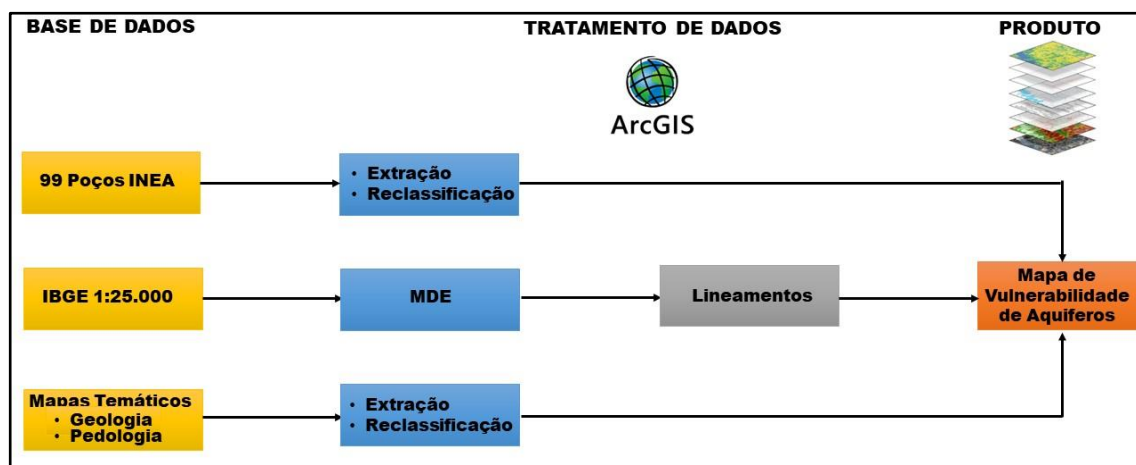 BASE DE DADOS
TRATAMENTO DE DADOS
PRODUTO
ArcGIS
99 Poços INEA
• Extração
• Reclassificação
IBGE 1:25.000
MDE
Lineamentos
Mapa de
Vulnerabilidade
de Aquiferos
Mapas Temáticos
• Geologia
• Pedologia
• Extração
• Reclassificação